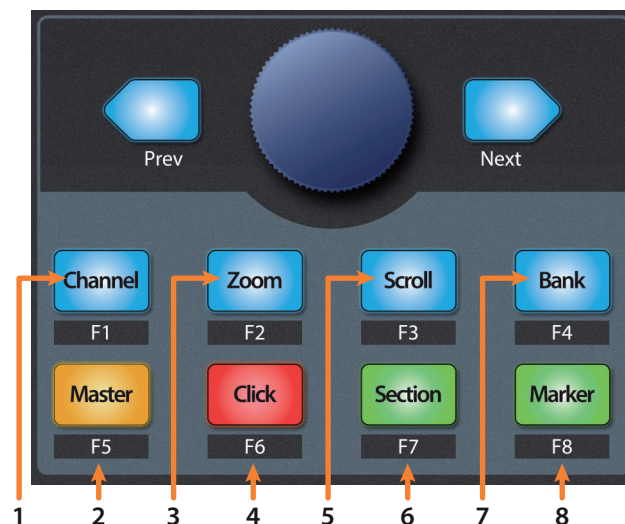 Prev Next
Channel Zoom Scroll Bank
F1 F2 F3 F4
Master Click Section Marker
F5 F6 F7 F8
1 2 3 4 5 6 7 8